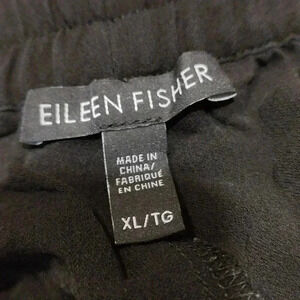 EILEEN FISHER
MADE IN
CHINA/
FABRIQUÉ
EN CHINE
XL/TG